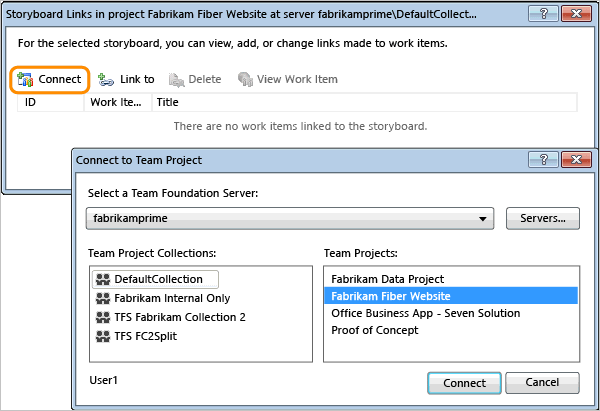 Storyboard Links in project Fabrikam Fiber Website at server fabrikamprime\DefaultCollect...
For the selected storyboard, you can view, add, or change links made to work items.
Connect Link to Delete View Work Item
ID Work Ite... Title
There are no work items linked to the storyboard.
Connect to Team Project
Select a Team Foundation Server:
fabrikamprime Servers...
Team Project Collections: Team Projects:
DefaultCollection Fabrikam Data Project
Fabrikam Internal Only Fabrikam Fiber Website
TFS Fabrikam Collection 2 Office Business App - Seven Solution
TFS FC2Split Proof of Concept
User1 Connect Cancel